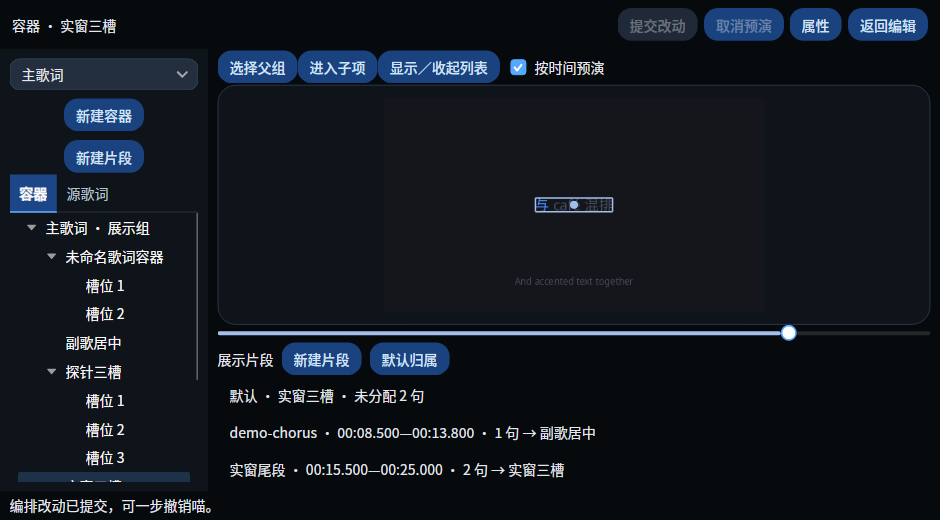 容器 · 实窗三槽
提交改动 取消预演 属性 返回编辑
主歌词
新建容器
新建片段
容器 源歌词
主歌词 · 展示组
未命名歌词容器
槽位 1
槽位 2
副歌居中
探针三槽
槽位 1
槽位 2
槽位 3
选择父组 进入子项 显示／收起列表 按时间预演
And accented text together
展示片段 新建片段 默认归属
默认 · 实窗三槽 · 未分配 2 句
demo-chorus · 00:08.500—00:13.800 · 1 句 → 副歌居中
实窗尾段 · 00:15.500—00:25.000 · 2 句 → 实窗三槽
编排改动已提交，可一步撤销喵。